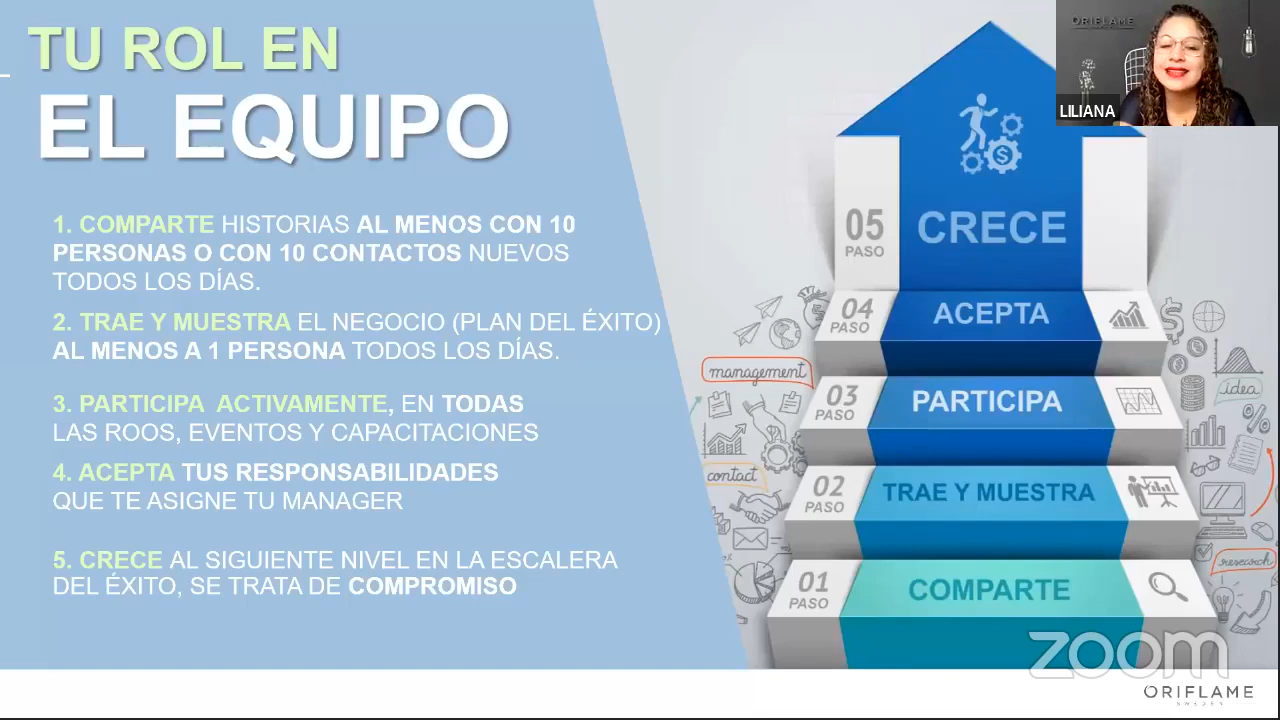 TU ROL EN
EL EQUIPO
1. COMPARTE HISTORIAS AL MENOS CON 10
PERSONAS O CON 10 CONTACTOS NUEVOS
TODOS LOS DÍAS.
2. TRAE Y MUESTRA EL NEGOCIO (PLAN DEL ÉXITO)
AL MENOS A 1 PERSONA TODOS LOS DÍAS.
3. PARTICIPA ACTIVAMENTE, EN TODAS
LAS ROOS, EVENTOS Y CAPACITACIONES
4. ACEPTA TUS RESPONSABILIDADES
QUE TE ASIGNE TU MANAGER
5. CRECE AL SIGUIENTE NIVEL EN LA ESCALERA
DEL ÉXITO, SE TRATA DE COMPROMISO
ORIFLAME
LILIANA
05
PASO
CRECE
04
PASO
ACEPTA
management
idea
03
PASO
PARTICIPA
contact
02
PASO
TRAE Y MUESTRA
research
01
PASO
COMPARTE
zoom
ORIFLAME
SWEDEN